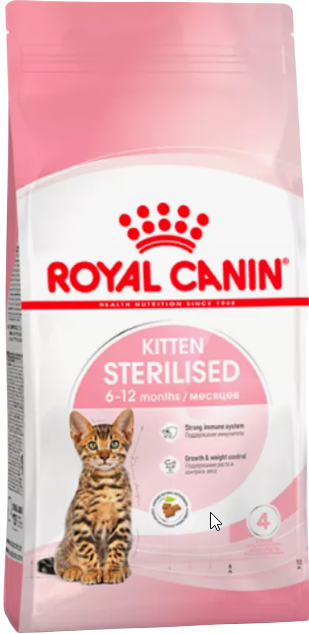 ROYAL CANIN®
HEALTH NUTRITION SINCE 1968
KITTEN
STERILISED
6-12 months / месяцев
Strong immune system
Поддержание иммунитета
Growth & weight control
Поддержание роста и
контроль веса
4
12